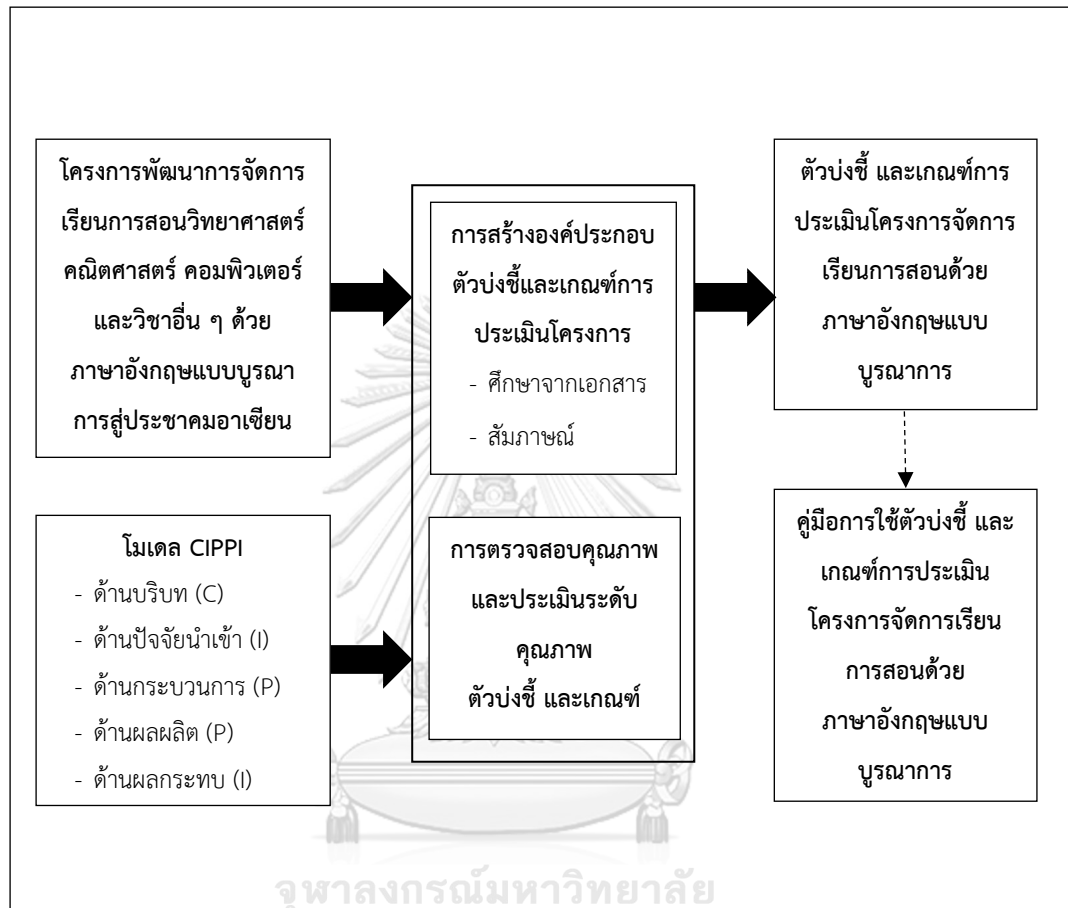 โครงการพัฒนาการจัดการ
เรียนการสอนวิทยาศาสตร์
คณิตศาสตร์ คอมพิวเตอร์
และวิชาอื่น ๆ ด้วย
ภาษาอังกฤษแบบบูรณา
การสู่ประชาคมอาเซียน
โมเดล CIPPI
- ด้านบริบท (C)
- ด้านปัจจัยนำเข้า (I)
- ด้านกระบวนการ (P)
- ด้านผลผลิต (P)
- ด้านผลกระทบ (I)
การสร้างองค์ประกอบ
ตัวบ่งชี้และเกณฑ์การ
ประเมินโครงการ
- ศึกษาจากเอกสาร
- สัมภาษณ์
การตรวจสอบคุณภาพ
และประเมินระดับ
คุณภาพ
ตัวบ่งชี้ และเกณฑ์
ตัวบ่งชี้ และเกณฑ์การ
ประเมินโครงการจัดการ
เรียนการสอนด้วย
ภาษาอังกฤษแบบ
บูรณาการ
คู่มือการใช้ตัวบ่งชี้ และ
เกณฑ์การประเมิน
โครงการจัดการเรียน
การสอนด้วย
ภาษาอังกฤษแบบ
บูรณาการ
จุฬาลงกรณ์มหาวิทยาลัย